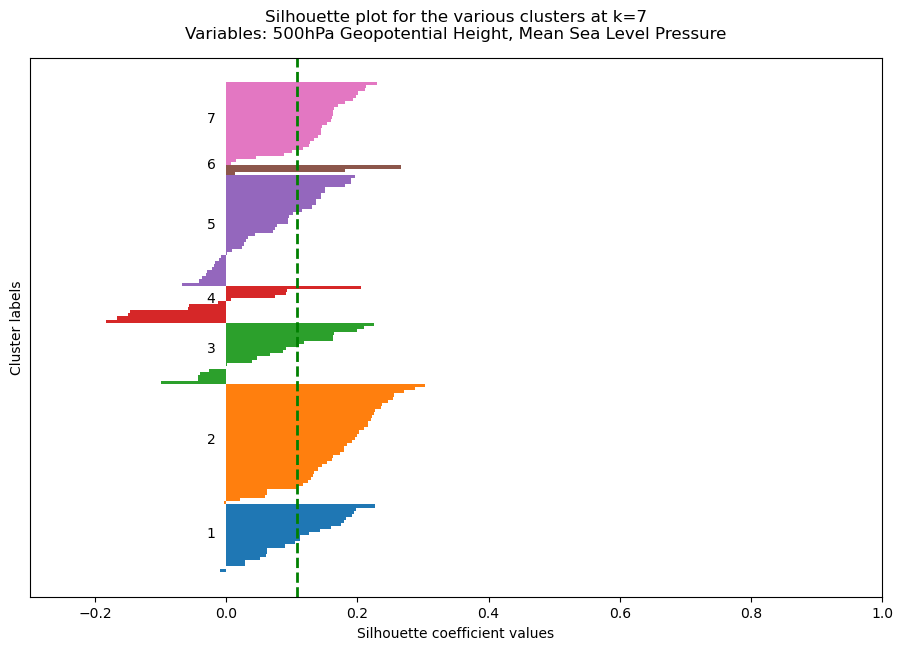 Silhouette plot for the various clusters at k=7
Variables: 500hPa Geopotential Height, Mean Sea Level Pressure
Cluster labels
7
6
5
4
3
2
1
−0.2 0.0 0.2 0.4 0.6 0.8 1.0
Silhouette coefficient values